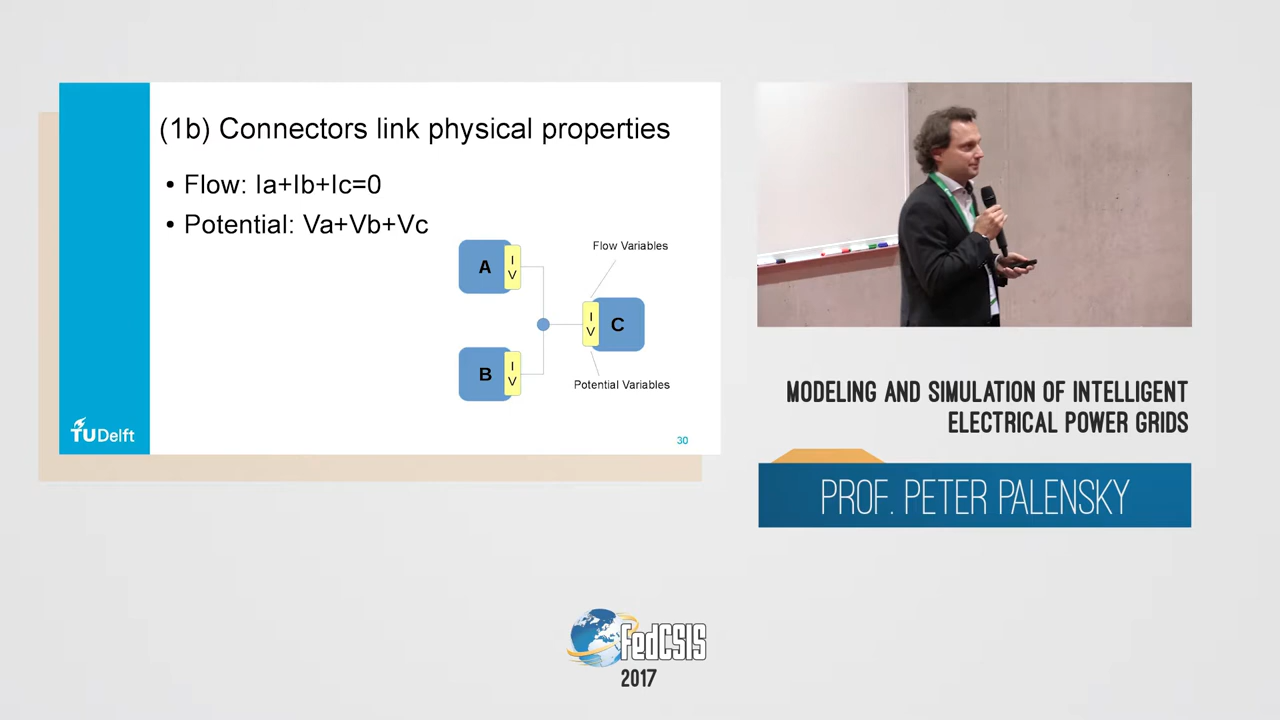 (1b) Connectors link physical properties
• Flow: Ia+Ib+Ic=0
• Potential: Va+Vb+Vc
Flow Variables
A
I
V
I
V
C
B
I
V
Potential Variables
TUDelft
30
MODELING AND SIMULATION OF INTELLIGENT
ELECTRICAL POWER GRIDS
PROF. PETER PALENSKY
FedCSIS
2017